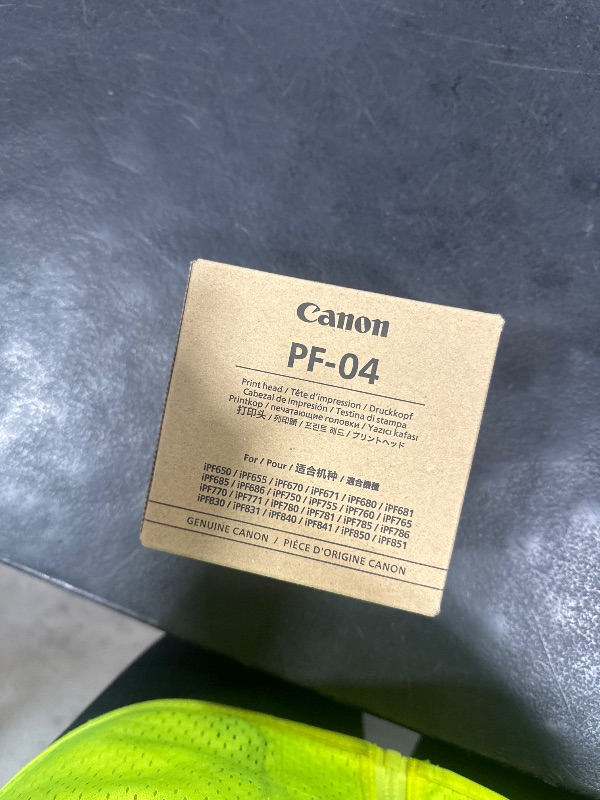 Canon
PF-04
Print head / Tête d'impression / Druckkopf
Cabezal de impresión / Testina di stampa
Printkop / печатающие головки / Yazıcı kafası
打印头 / 列印頭 / 프린트 헤드 / プリントヘッド
For / Pour / 适合机种 / 適合機種
iPF650 / iPF655 / iPF670 / iPF671 / iPF680 / iPF681
iPF685 / iPF686 / iPF750 / iPF755 / iPF760 / iPF765
iPF770 / iPF771 / iPF780 / iPF781 / iPF785 / iPF786
iPF830 / iPF831 / iPF840 / iPF841 / iPF850 / iPF851
GENUINE CANON / PIÈCE D'ORIGINE CANON